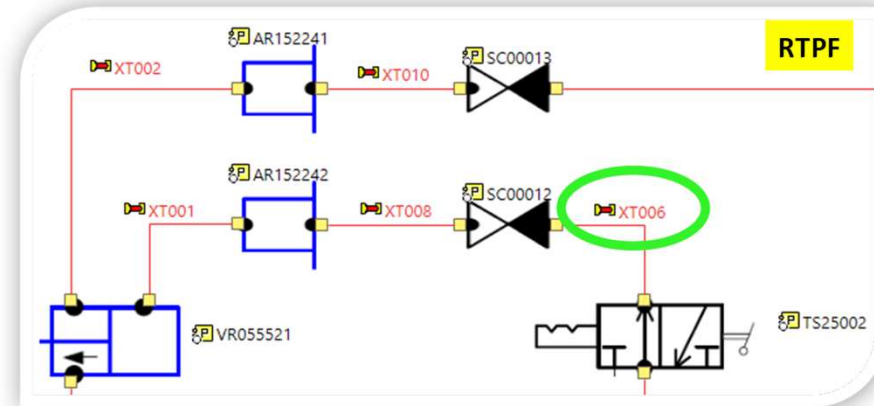 RTPF
AR152241
SC00013
XT002
XT010
AR152242
SC00012
XT001
XT008
XT006
VR055521
TS25002